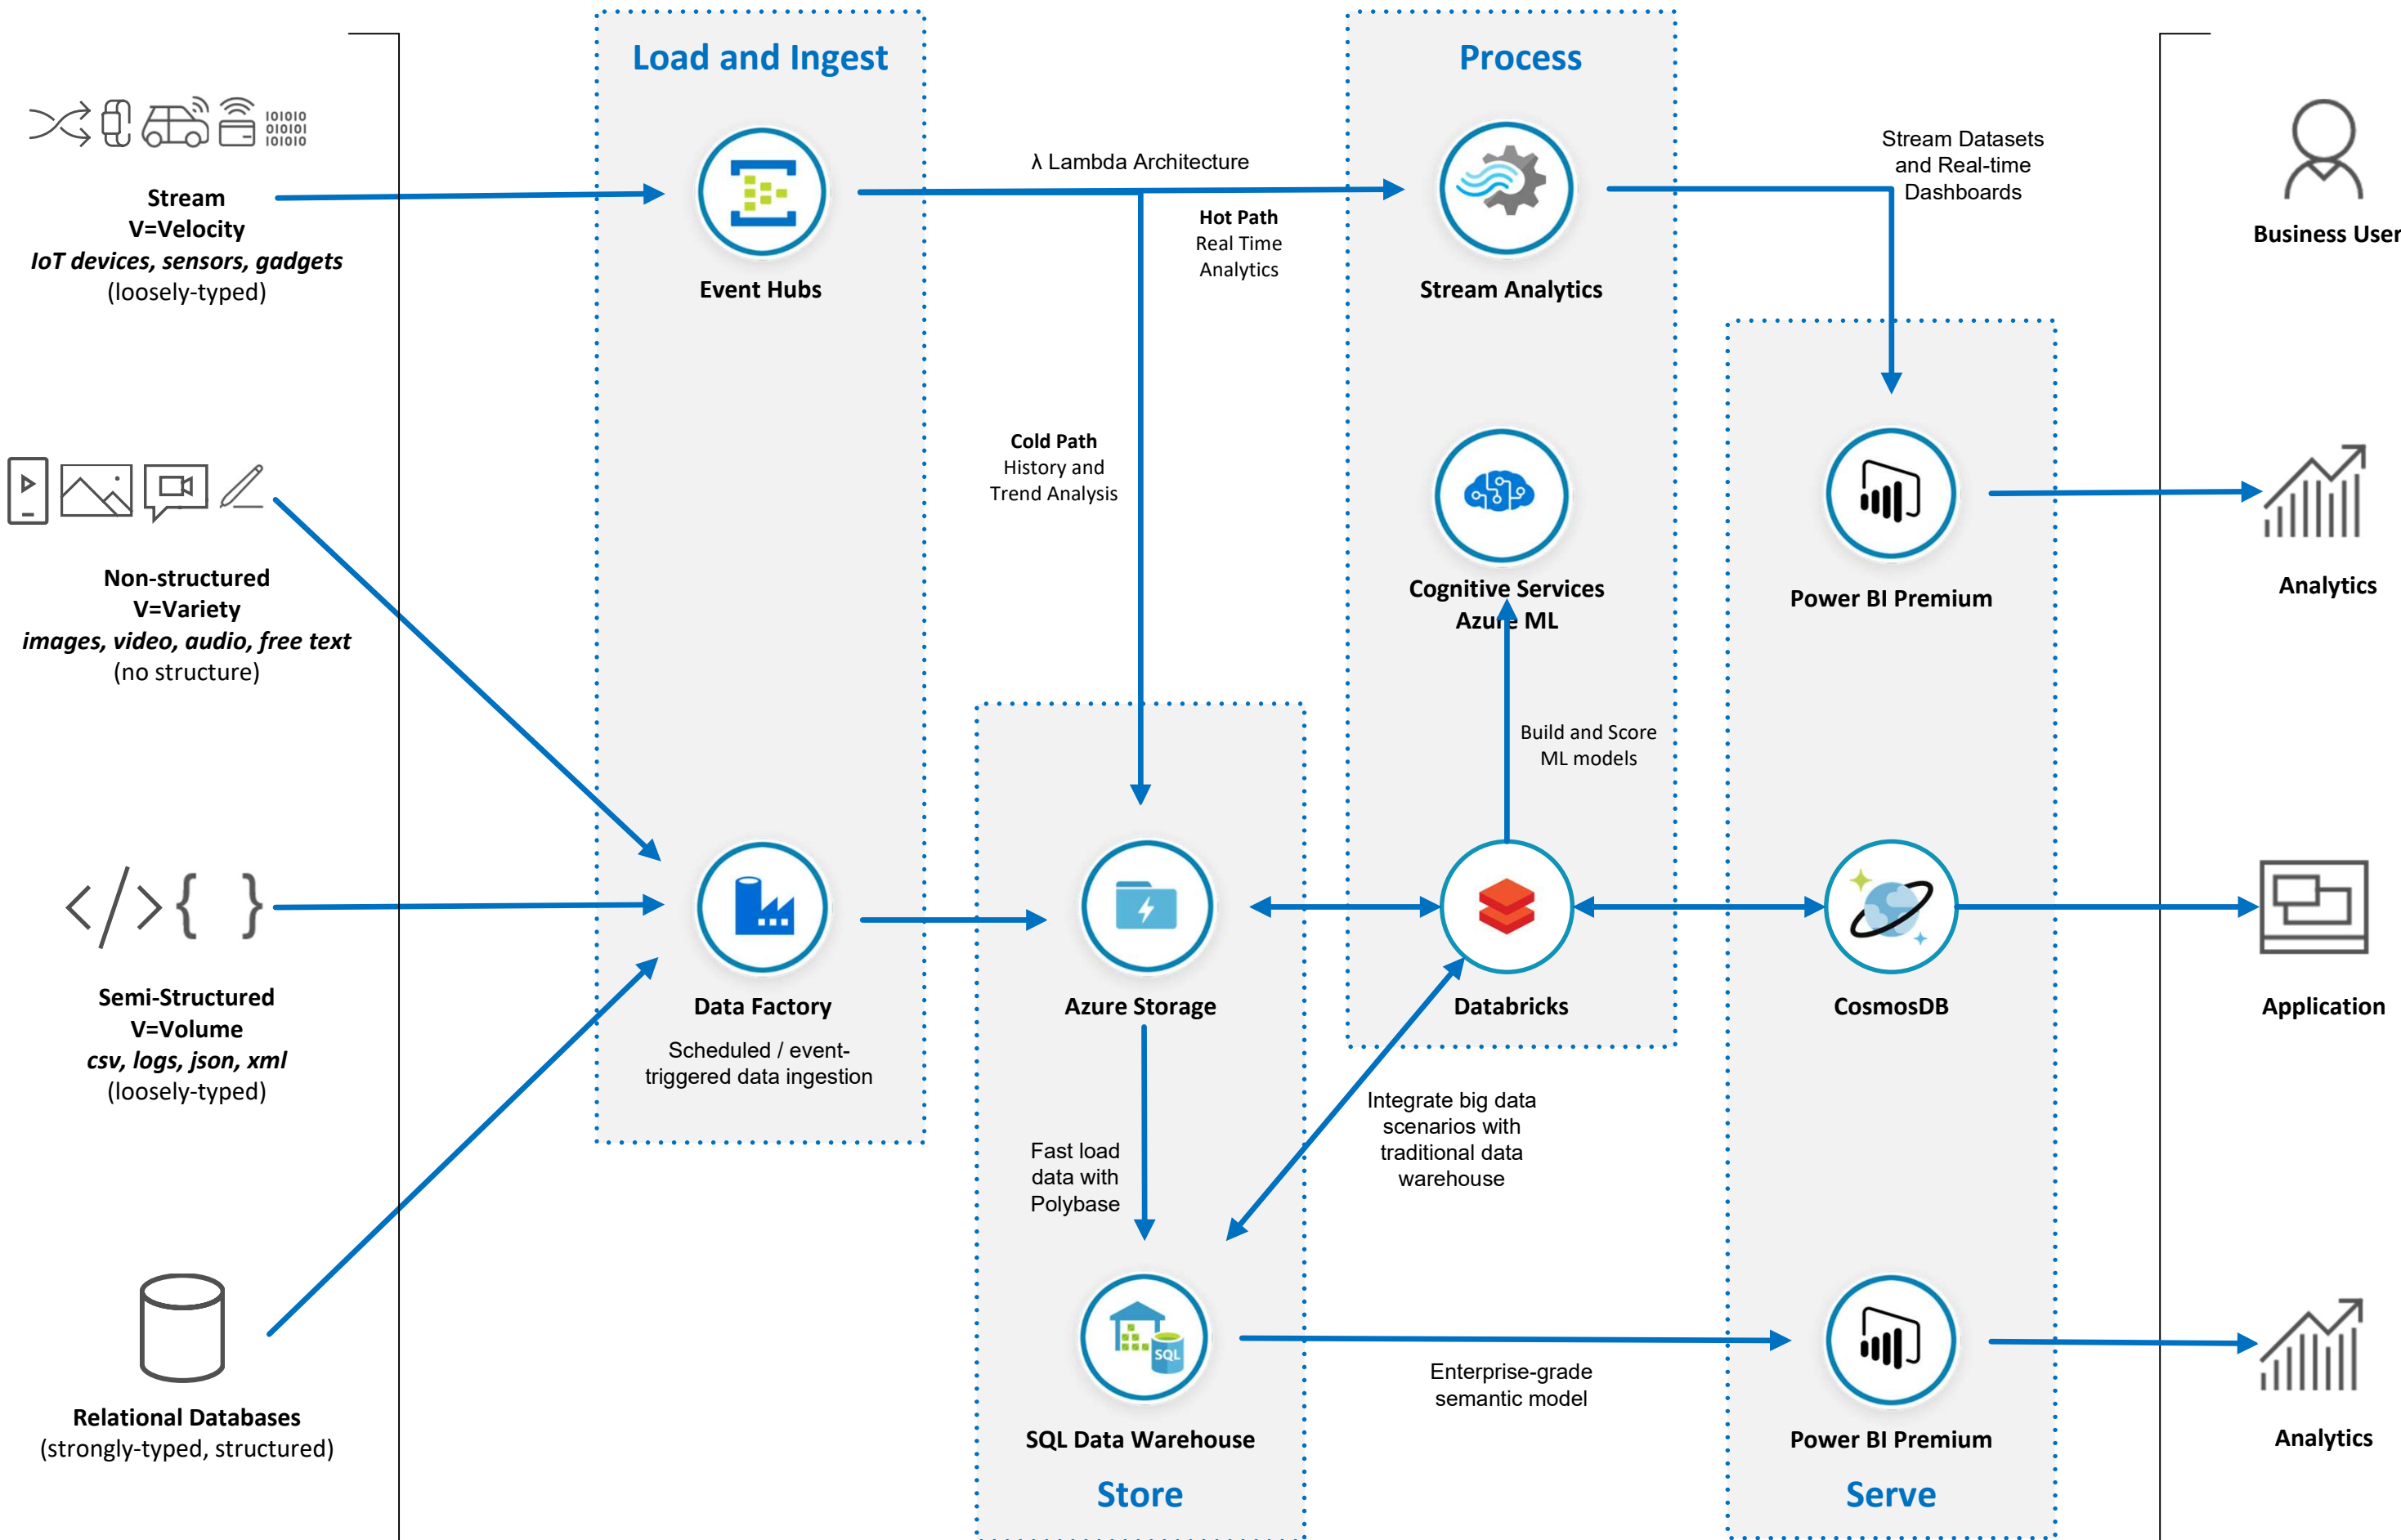 Load and Ingest
Process
101010
010101
101010
Stream
V=Velocity
IoT devices, sensors, gadgets
(loosely-typed)
Event Hubs
λ Lambda Architecture
Hot Path
Real Time
Analytics
Stream Analytics
Stream Datasets
and Real-time
Dashboards
Business User
Non-structured
V=Variety
images, video, audio, free text
(no structure)
Cold Path
History and
Trend Analysis
Cognitive Services
Azure ML
Power BI Premium
Analytics
Build and Score
ML models
</> { }
Semi-Structured
V=Volume
csv, logs, json, xml
(loosely-typed)
Data Factory
Scheduled / event-
triggered data ingestion
Azure Storage
Databricks
CosmosDB
Application
Fast load
data with
Polybase
Integrate big data
scenarios with
traditional data
warehouse
Relational Databases
(strongly-typed, structured)
SQL
SQL Data Warehouse
Enterprise-grade
semantic model
Power BI Premium
Analytics
Store
Serve